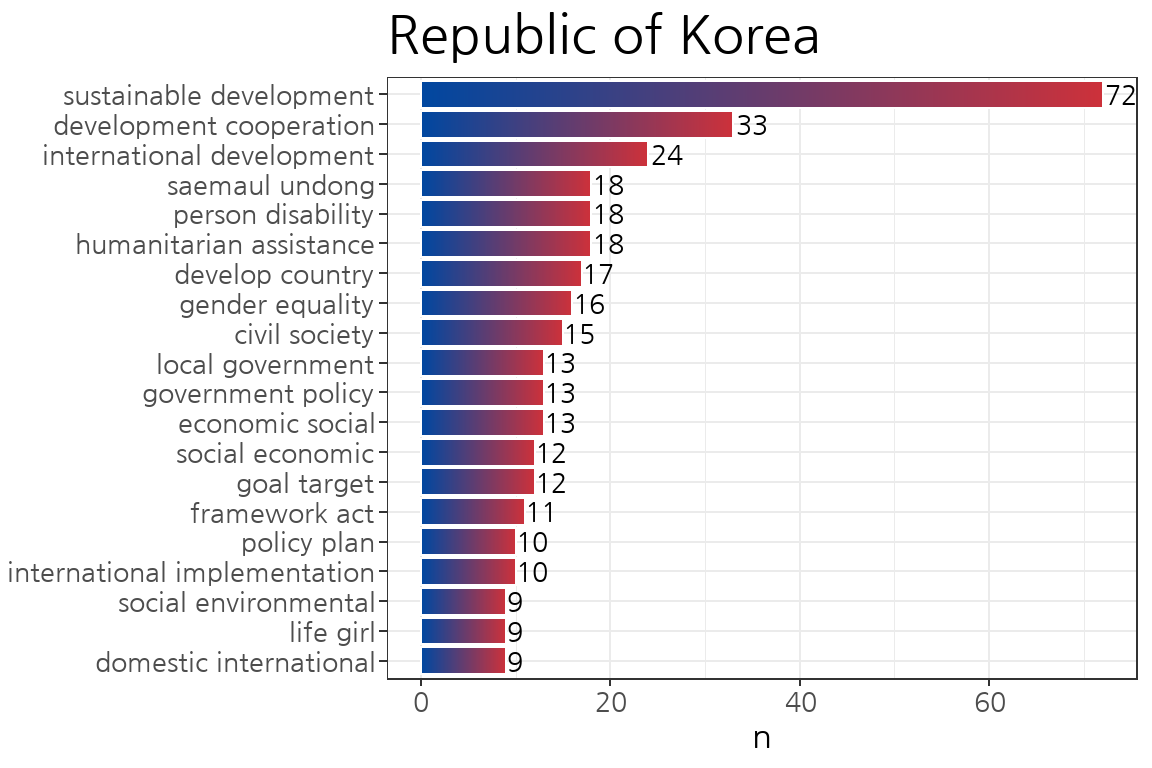 Republic of Korea
sustainable development 72
development cooperation 33
international development 24
saemaul undong 18
person disability 18
humanitarian assistance 18
develop country 17
gender equality 16
civil society 15
local government 13
government policy 13
economic social 13
social economic 12
goal target 12
framework act 11
policy plan 10
international implementation 10
social environmental 9
life girl 9
domestic international 9
0 20 40 60
n